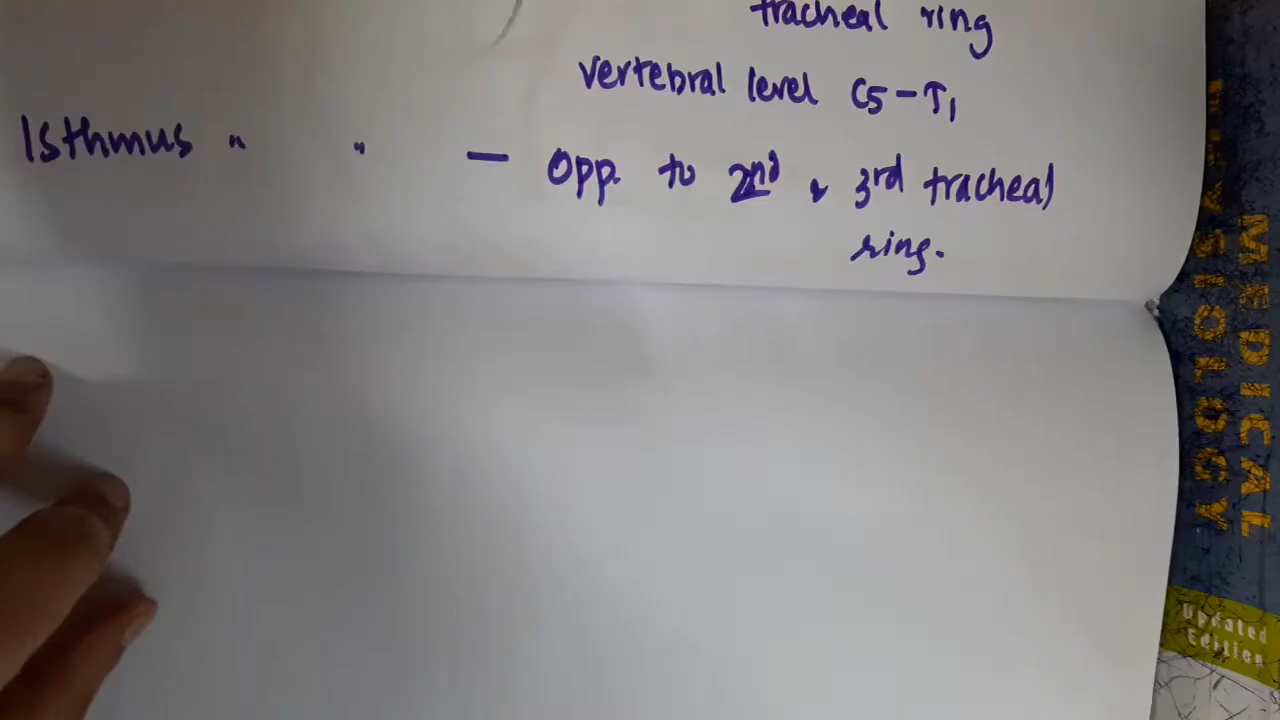 tracheal ring
vertebral level C5-T1
Isthmus " " — Opp. to 2nd & 3rd tracheal
ring.
MEDICAL
PHYSIOLOGY
Updated
Edition